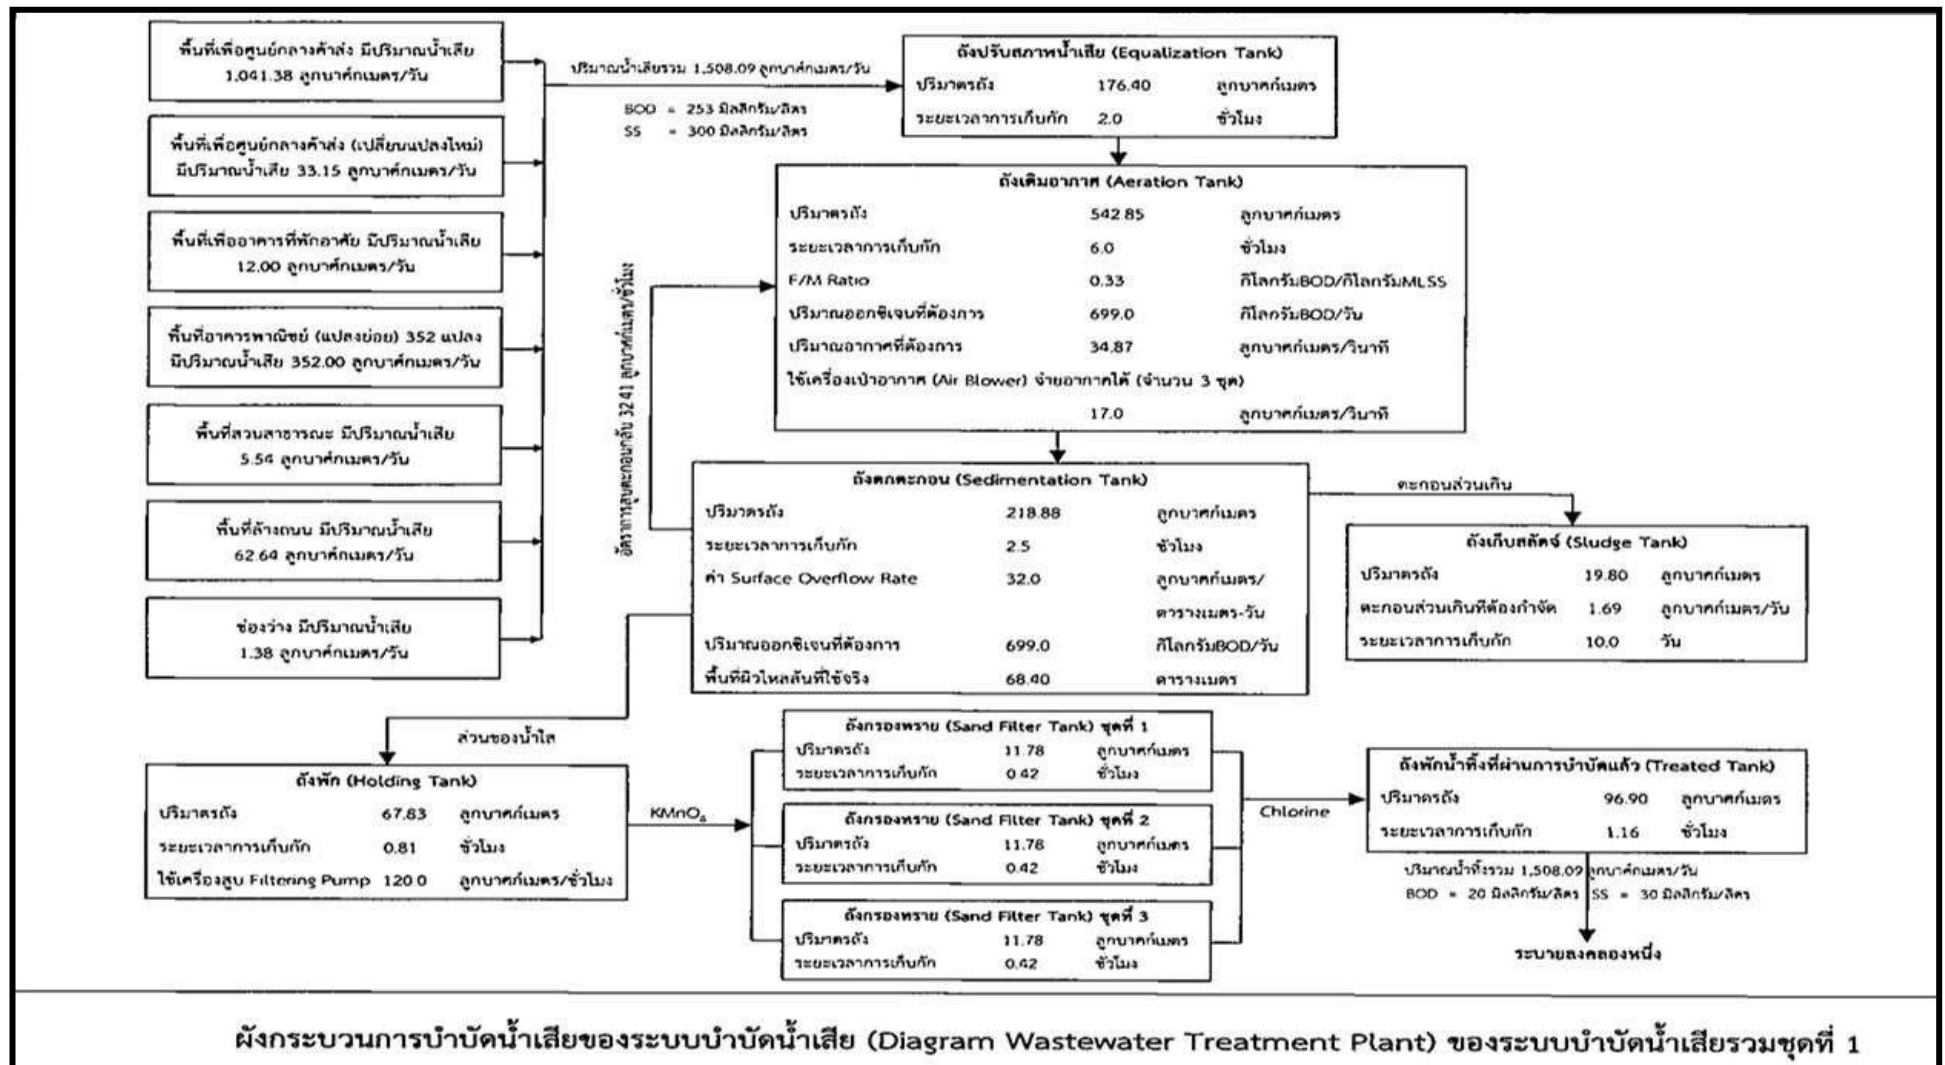 พื้นที่เพื่อศูนย์กลางค้าส่ง มีปริมาณน้ำเสีย
1,041.38 ลูกบาศก์เมตร/วัน
พื้นที่เพื่อศูนย์กลางค้าส่ง (เปลี่ยนแปลงใหม่)
มีปริมาณน้ำเสีย 33.15 ลูกบาศก์เมตร/วัน
พื้นที่เพื่ออาคารที่พักอาศัย มีปริมาณน้ำเสีย
12.00 ลูกบาศก์เมตร/วัน
พื้นที่อาคารพาณิชย์ (แปลงย่อย) 352 แปลง
มีปริมาณน้ำเสีย 352.00 ลูกบาศก์เมตร/วัน
พื้นที่สวนสาธารณะ มีปริมาณน้ำเสีย
5.54 ลูกบาศก์เมตร/วัน
พื้นที่ล้างถนน มีปริมาณน้ำเสีย
62.64 ลูกบาศก์เมตร/วัน
ช่องว่าง มีปริมาณน้ำเสีย
1.38 ลูกบาศก์เมตร/วัน
ปริมาณน้ำเสียรวม 1,508.09 ลูกบาศก์เมตร/วัน
BOD = 253 มิลลิกรัม/ลิตร
SS = 300 มิลลิกรัม/ลิตร
ถังปรับสภาพน้ำเสีย (Equalization Tank)
ปริมาตรถัง 176.40 ลูกบาศก์เมตร
ระยะเวลาการเก็บกัก 2.0 ชั่วโมง
ถังเติมอากาศ (Aeration Tank)
ปริมาตรถัง 542.85 ลูกบาศก์เมตร
ระยะเวลาการเก็บกัก 6.0 ชั่วโมง
F/M Ratio 0.33 กิโลกรัมBOD/กิโลกรัมMLSS
ปริมาณออกซิเจนที่ต้องการ 699.0 กิโลกรัมBOD/วัน
ปริมาณอากาศที่ต้องการ 34.87 ลูกบาศก์เมตร/วินาที
ใช้เครื่องเป่าอากาศ (Air Blower) จ่ายอากาศได้ (จำนวน 3 ชุด)
17.0 ลูกบาศก์เมตร/วินาที
อัตราการสูบตะกอนกลับ 32.41 ลูกบาศก์เมตร/ชั่วโมง
ถังตกตะกอน (Sedimentation Tank)
ปริมาตรถัง 218.88 ลูกบาศก์เมตร
ระยะเวลาการเก็บกัก 2.5 ชั่วโมง
ค่า Surface Overflow Rate 32.0 ลูกบาศก์เมตร/
ตารางเมตร-วัน
ปริมาณออกซิเจนที่ต้องการ 699.0 กิโลกรัมBOD/วัน
พื้นที่ผิวไหลล้นที่ใช้จริง 68.40 ตารางเมตร
ตะกอนส่วนเกิน
ถังเก็บสลัดจ์ (Sludge Tank)
ปริมาตรถัง 19.80 ลูกบาศก์เมตร
ตะกอนส่วนเกินที่ต้องกำจัด 1.69 ลูกบาศก์เมตร/วัน
ระยะเวลาการเก็บกัก 10.0 วัน
ส่วนของน้ำใส
ถังพัก (Holding Tank)
ปริมาตรถัง 67.83 ลูกบาศก์เมตร
ระยะเวลาการเก็บกัก 0.81 ชั่วโมง
ใช้เครื่องสูบ Filtering Pump 120.0 ลูกบาศก์เมตร/ชั่วโมง
KMnO4
ถังกรองทราย (Sand Filter Tank) ชุดที่ 1
ปริมาตรถัง 11.78 ลูกบาศก์เมตร
ระยะเวลาการเก็บกัก 0.42 ชั่วโมง
ถังกรองทราย (Sand Filter Tank) ชุดที่ 2
ปริมาตรถัง 11.78 ลูกบาศก์เมตร
ระยะเวลาการเก็บกัก 0.42 ชั่วโมง
ถังกรองทราย (Sand Filter Tank) ชุดที่ 3
ปริมาตรถัง 11.78 ลูกบาศก์เมตร
ระยะเวลาการเก็บกัก 0.42 ชั่วโมง
Chlorine
ถังพักน้ำทิ้งที่ผ่านการบำบัดแล้ว (Treated Tank)
ปริมาตรถัง 96.90 ลูกบาศก์เมตร
ระยะเวลาการเก็บกัก 1.16 ชั่วโมง
ปริมาณน้ำทิ้งรวม 1,508.09 ลูกบาศก์เมตร/วัน
BOD = 20 มิลลิกรัม/ลิตร SS = 30 มิลลิกรัม/ลิตร
ระบายลงคลองหนึ่ง
ผังกระบวนการบำบัดน้ำเสียของระบบบำบัดน้ำเสีย (Diagram Wastewater Treatment Plant) ของระบบบำบัดน้ำเสียรวมชุดที่ 1